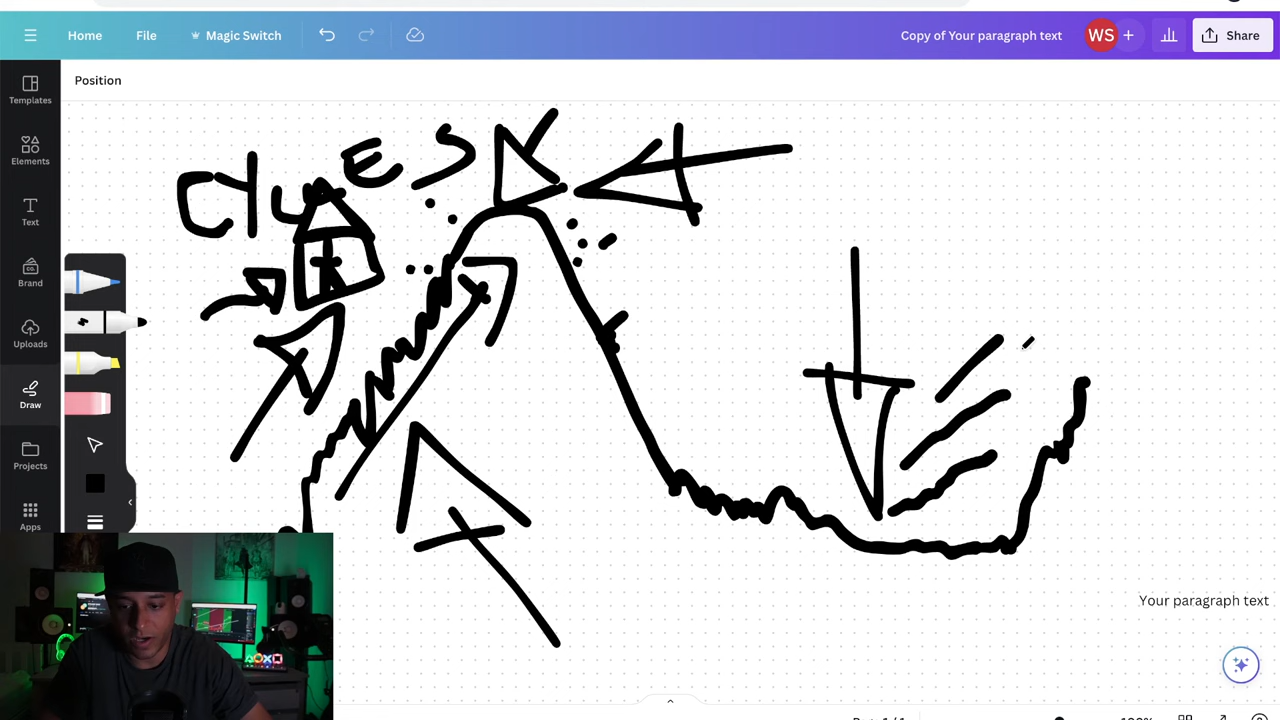 Home File Magic Switch Copy of Your paragraph text WS + Share
Position
Templates
Elements
Text
Brand
Uploads
Draw
Projects
Apps
Your paragraph text